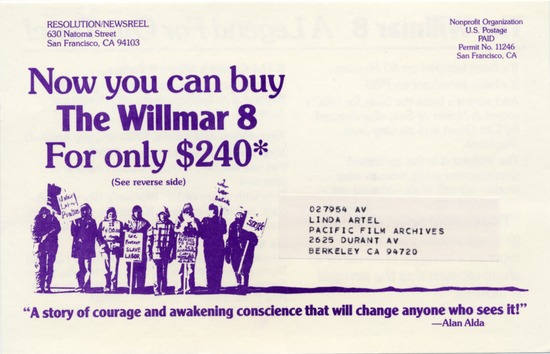 RESOLUTION/NEWSREEL
630 Natoma Street
San Francisco, CA 94103
Nonprofit Organization
U.S. Postage
PAID
Permit No. 11246
San Francisco, CA
Now you can buy
The Willmar 8
For only $240*
(See reverse side)
027954 AV
LINDA ARTEL
PACIFIC FILM ARCHIVES
2625 DURANT AV
BERKELEY CA 94720
"A story of courage and awakening conscience that will change anyone who sees it!"
—Alan Alda